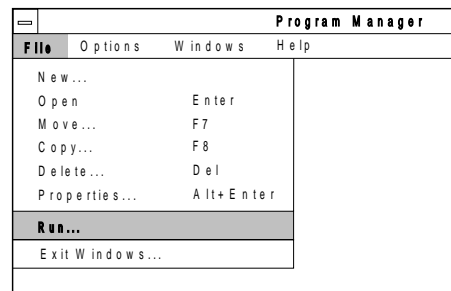 Program Manager
File Options Windows Help
New...
Open Enter
Move... F7
Copy... F8
Delete... Del
Properties... Alt+Enter
Run...
Exit Windows...